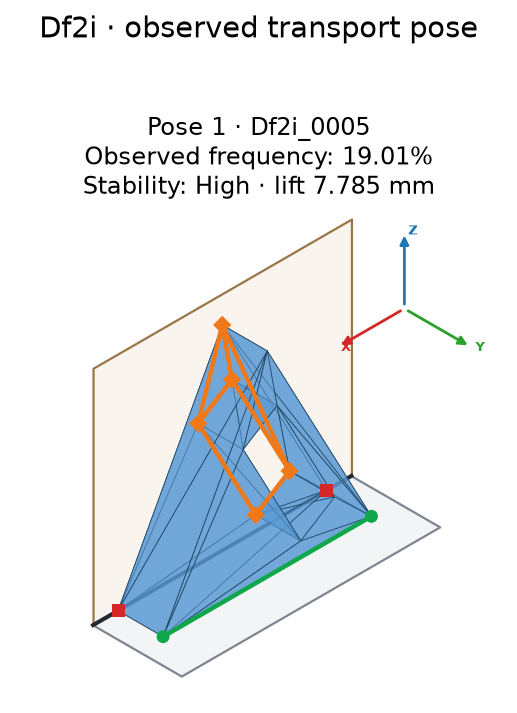 Df2i · observed transport pose
Pose 1 · Df2i_0005
Observed frequency: 19.01%
Stability: High · lift 7.785 mm
Z
X
Y